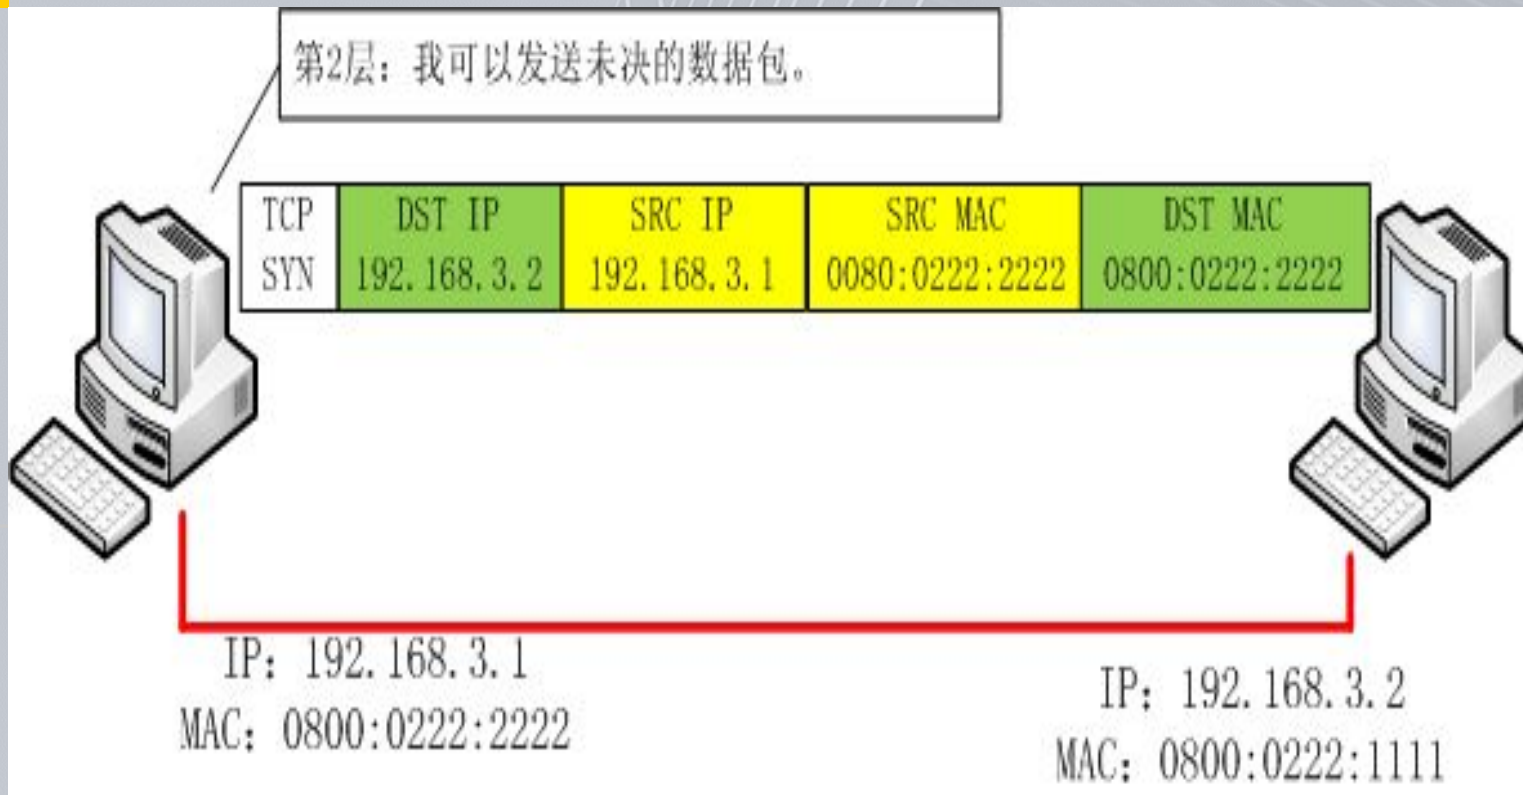 第2层：我可以发送未决的数据包。
TCP SYN
DST IP
192.168.3.2
SRC IP
192.168.3.1
SRC MAC
0080:0222:2222
DST MAC
0800:0222:2222
IP：192.168.3.1
MAC：0800:0222:2222
IP：192.168.3.2
MAC：0800:0222:1111